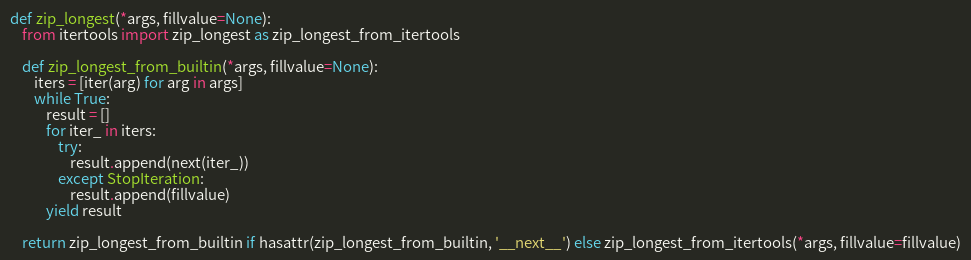 def zip_longest(*args, fillvalue=None):
    from itertools import zip_longest as zip_longest_from_itertools

    def zip_longest_from_builtin(*args, fillvalue=None):
        iters = [iter(arg) for arg in args]
        while True:
            result = []
            for iter_ in iters:
                try:
                    result.append(next(iter_))
                except StopIteration:
                    result.append(fillvalue)
            yield result

    return zip_longest_from_builtin if hasattr(zip_longest_from_builtin, '__next__') else zip_longest_from_itertools(*args, fillvalue=fillvalue)